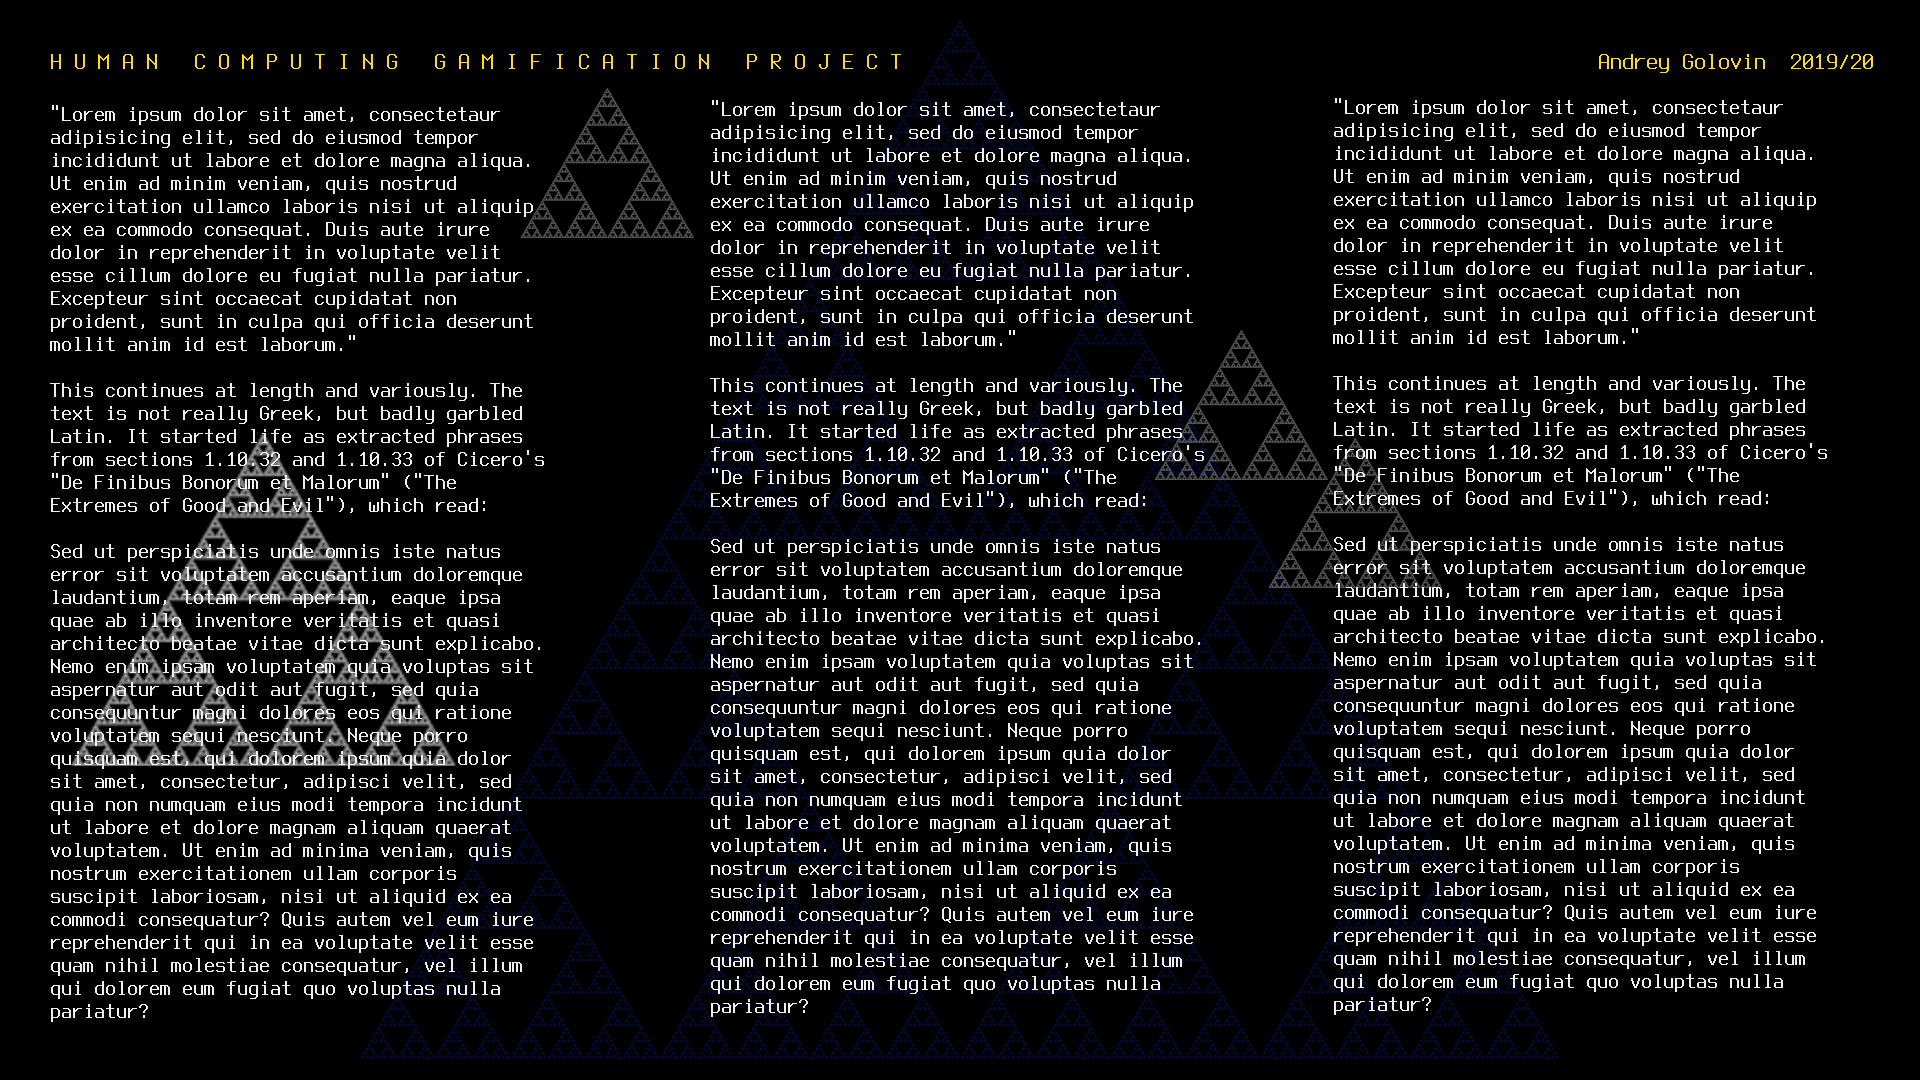 HUMAN COMPUTING GAMIFICATION PROJECT
Andrey Golovin  2019/20
"Lorem ipsum dolor sit amet, consectetaur
adipisicing elit, sed do eiusmod tempor
incididunt ut labore et dolore magna aliqua.
Ut enim ad minim veniam, quis nostrud
exercitation ullamco laboris nisi ut aliquip
ex ea commodo consequat. Duis aute irure
dolor in reprehenderit in voluptate velit
esse cillum dolore eu fugiat nulla pariatur.
Excepteur sint occaecat cupidatat non
proident, sunt in culpa qui officia deserunt
mollit anim id est laborum."
This continues at length and variously. The
text is not really Greek, but badly garbled
Latin. It started life as extracted phrases
from sections 1.10.32 and 1.10.33 of Cicero's
"De Finibus Bonorum et Malorum" ("The
Extremes of Good and Evil"), which read:
Sed ut perspiciatis unde omnis iste natus
error sit voluptatem accusantium doloremque
laudantium, totam rem aperiam, eaque ipsa
quae ab illo inventore veritatis et quasi
architecto beatae vitae dicta sunt explicabo.
Nemo enim ipsam voluptatem quia voluptas sit
aspernatur aut odit aut fugit, sed quia
consequuntur magni dolores eos qui ratione
voluptatem sequi nesciunt. Neque porro
quisquam est, qui dolorem ipsum quia dolor
sit amet, consectetur, adipisci velit, sed
quia non numquam eius modi tempora incidunt
ut labore et dolore magnam aliquam quaerat
voluptatem. Ut enim ad minima veniam, quis
nostrum exercitationem ullam corporis
suscipit laboriosam, nisi ut aliquid ex ea
commodi consequatur? Quis autem vel eum iure
reprehenderit qui in ea voluptate velit esse
quam nihil molestiae consequatur, vel illum
qui dolorem eum fugiat quo voluptas nulla
pariatur?
"Lorem ipsum dolor sit amet, consectetaur
adipisicing elit, sed do eiusmod tempor
incididunt ut labore et dolore magna aliqua.
Ut enim ad minim veniam, quis nostrud
exercitation ullamco laboris nisi ut aliquip
ex ea commodo consequat. Duis aute irure
dolor in reprehenderit in voluptate velit
esse cillum dolore eu fugiat nulla pariatur.
Excepteur sint occaecat cupidatat non
proident, sunt in culpa qui officia deserunt
mollit anim id est laborum."
This continues at length and variously. The
text is not really Greek, but badly garbled
Latin. It started life as extracted phrases
from sections 1.10.32 and 1.10.33 of Cicero's
"De Finibus Bonorum et Malorum" ("The
Extremes of Good and Evil"), which read:
Sed ut perspiciatis unde omnis iste natus
error sit voluptatem accusantium doloremque
laudantium, totam rem aperiam, eaque ipsa
quae ab illo inventore veritatis et quasi
architecto beatae vitae dicta sunt explicabo.
Nemo enim ipsam voluptatem quia voluptas sit
aspernatur aut odit aut fugit, sed quia
consequuntur magni dolores eos qui ratione
voluptatem sequi nesciunt. Neque porro
quisquam est, qui dolorem ipsum quia dolor
sit amet, consectetur, adipisci velit, sed
quia non numquam eius modi tempora incidunt
ut labore et dolore magnam aliquam quaerat
voluptatem. Ut enim ad minima veniam, quis
nostrum exercitationem ullam corporis
suscipit laboriosam, nisi ut aliquid ex ea
commodi consequatur? Quis autem vel eum iure
reprehenderit qui in ea voluptate velit esse
quam nihil molestiae consequatur, vel illum
qui dolorem eum fugiat quo voluptas nulla
pariatur?
"Lorem ipsum dolor sit amet, consectetaur
adipisicing elit, sed do eiusmod tempor
incididunt ut labore et dolore magna aliqua.
Ut enim ad minim veniam, quis nostrud
exercitation ullamco laboris nisi ut aliquip
ex ea commodo consequat. Duis aute irure
dolor in reprehenderit in voluptate velit
esse cillum dolore eu fugiat nulla pariatur.
Excepteur sint occaecat cupidatat non
proident, sunt in culpa qui officia deserunt
mollit anim id est laborum."
This continues at length and variously. The
text is not really Greek, but badly garbled
Latin. It started life as extracted phrases
from sections 1.10.32 and 1.10.33 of Cicero's
"De Finibus Bonorum et Malorum" ("The
Extremes of Good and Evil"), which read:
Sed ut perspiciatis unde omnis iste natus
error sit voluptatem accusantium doloremque
laudantium, totam rem aperiam, eaque ipsa
quae ab illo inventore veritatis et quasi
architecto beatae vitae dicta sunt explicabo.
Nemo enim ipsam voluptatem quia voluptas sit
aspernatur aut odit aut fugit, sed quia
consequuntur magni dolores eos qui ratione
voluptatem sequi nesciunt. Neque porro
quisquam est, qui dolorem ipsum quia dolor
sit amet, consectetur, adipisci velit, sed
quia non numquam eius modi tempora incidunt
ut labore et dolore magnam aliquam quaerat
voluptatem. Ut enim ad minima veniam, quis
nostrum exercitationem ullam corporis
suscipit laboriosam, nisi ut aliquid ex ea
commodi consequatur? Quis autem vel eum iure
reprehenderit qui in ea voluptate velit esse
quam nihil molestiae consequatur, vel illum
qui dolorem eum fugiat quo voluptas nulla
pariatur?